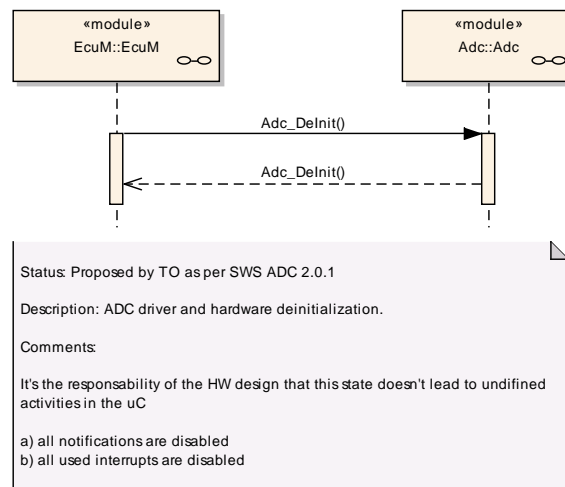 «module»
EcuM::EcuM
«module»
Adc::Adc
Adc_DeInit()
Adc_DeInit()
Status: Proposed by TO as per SWS ADC 2.0.1
Description: ADC driver and hardware deinitialization.
Comments:
It's the responsability of the HW design that this state doesn't lead to undifined
activities in the uC
a) all notifications are disabled
b) all used interrupts are disabled